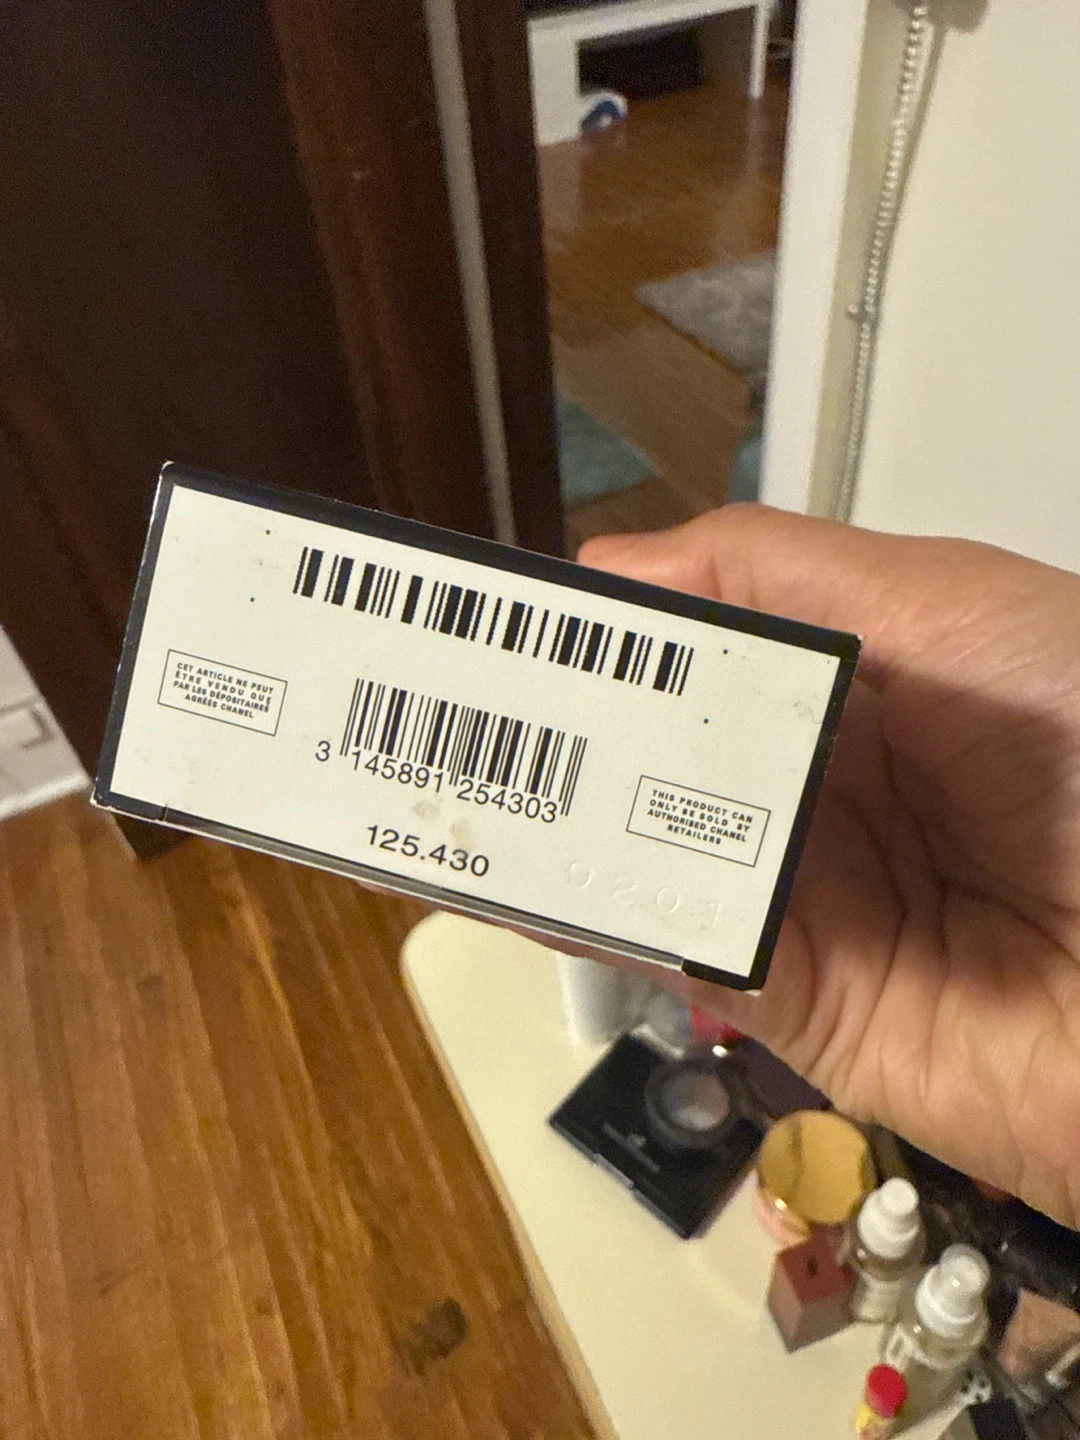 CET ARTICLE NE PEUT
ÊTRE VENDU QUE
PAR LES DÉPOSITAIRES
AGRÉÉS CHANEL
3 145891 254303
125.430
THIS PRODUCT CAN
ONLY BE SOLD BY
AUTHORISED CHANEL
RETAILERS
9201